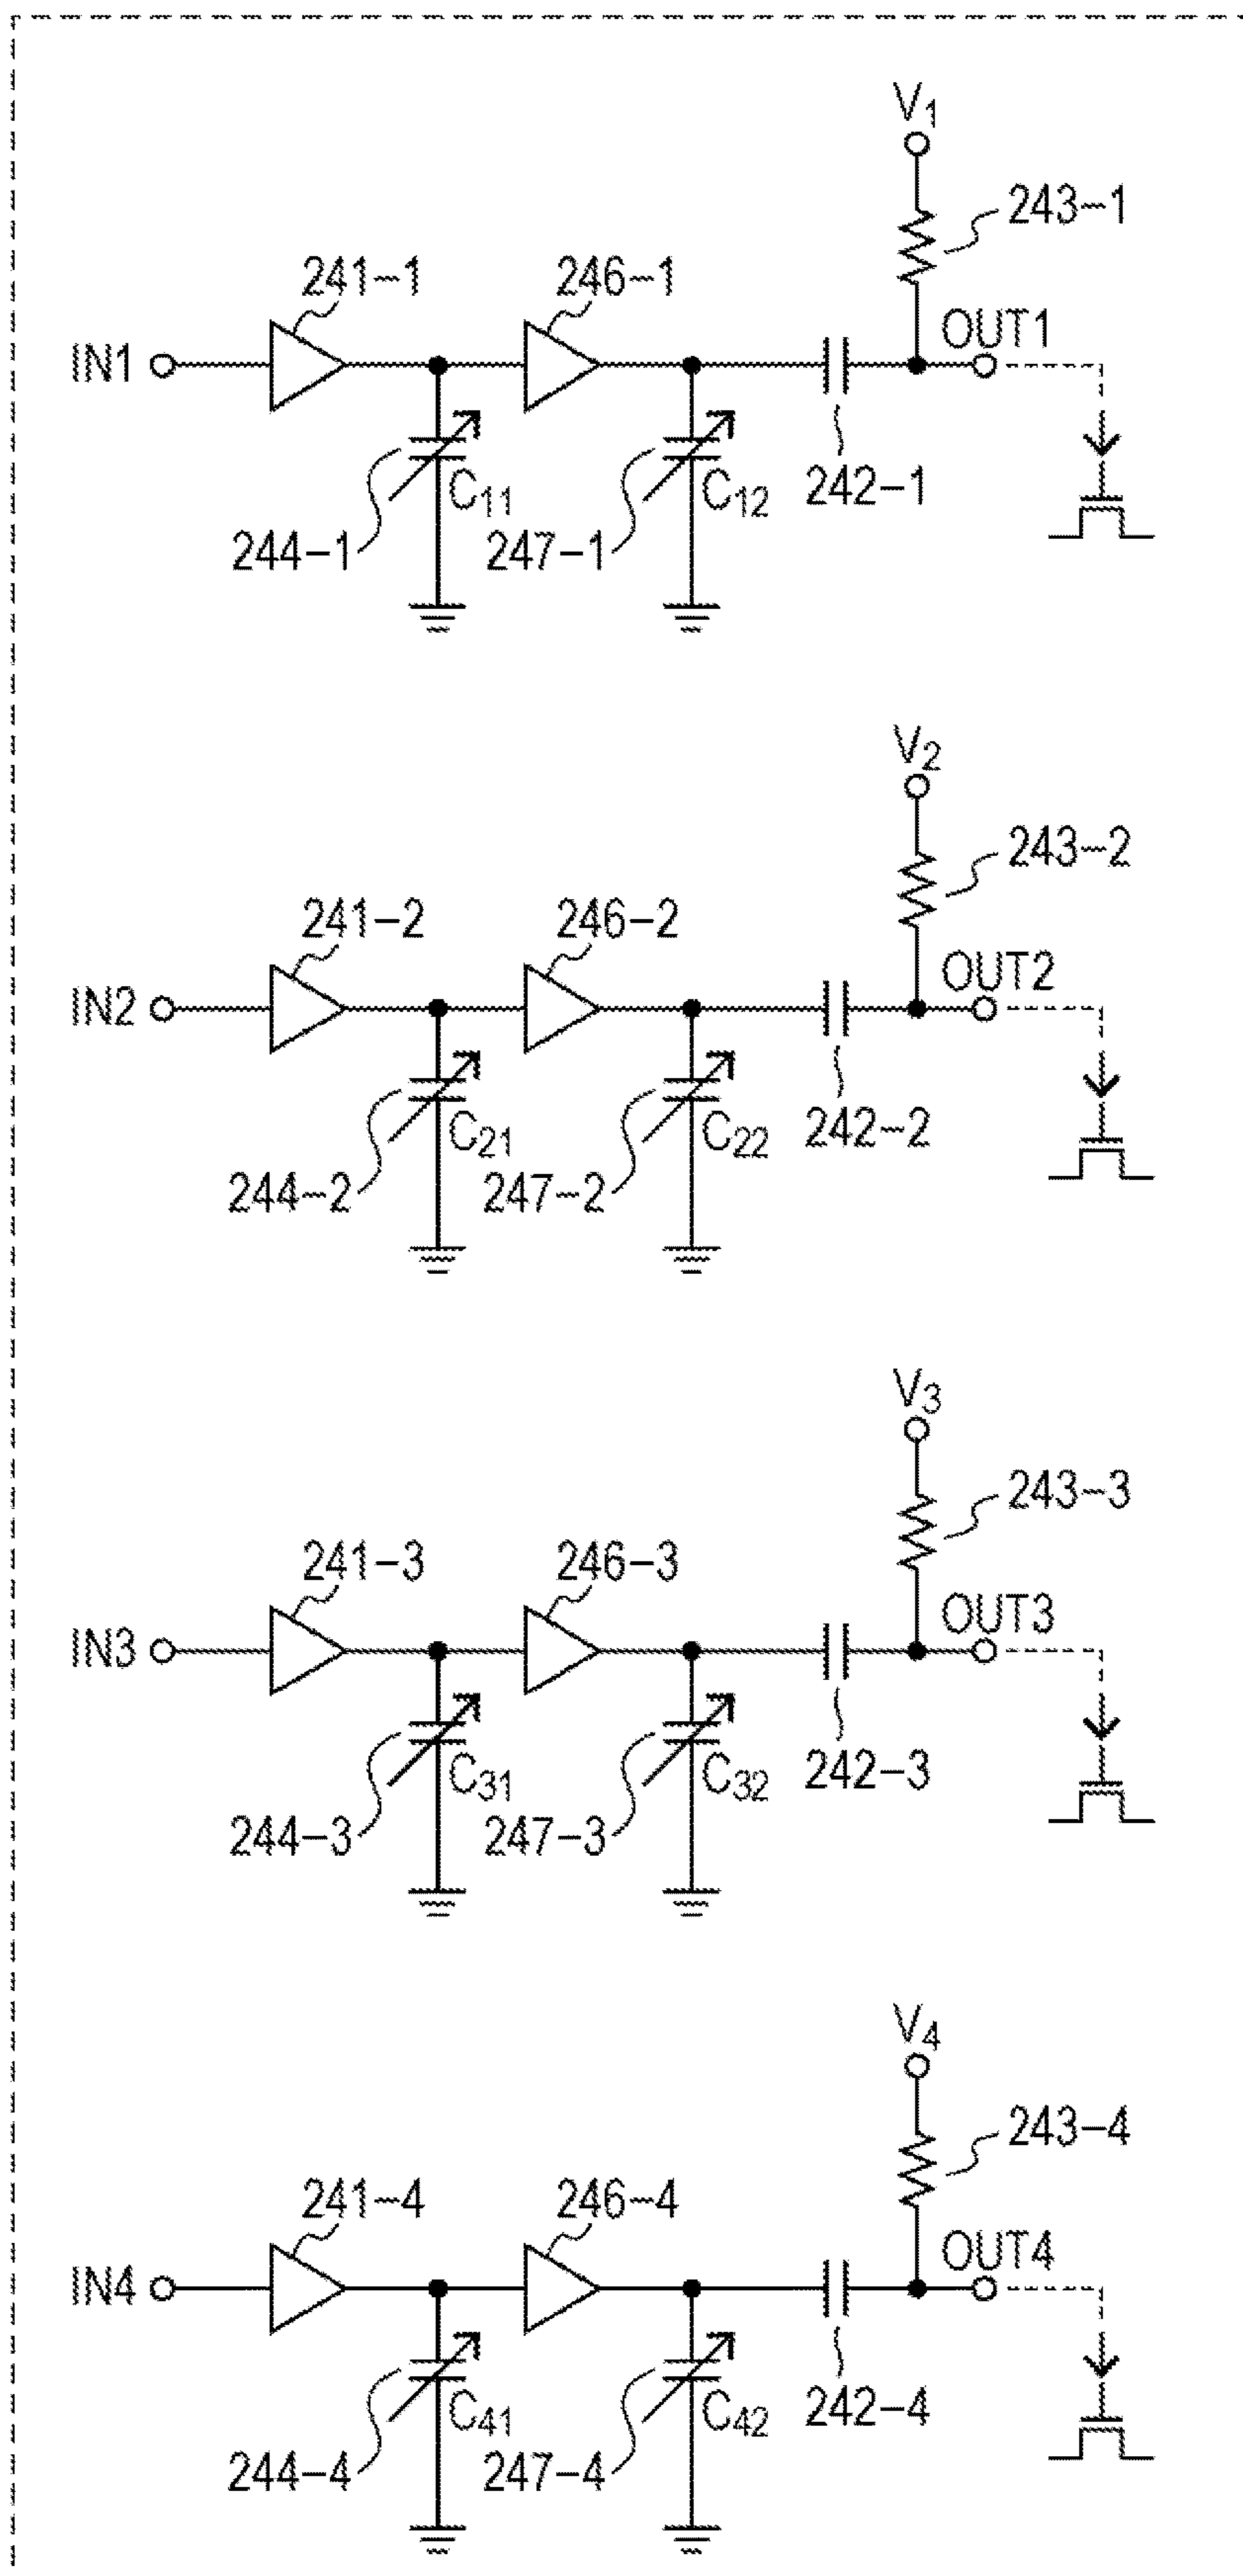 V1
243-1
241-1 246-1 OUT1
IN1
C11 C12 242-1
244-1 247-1
V2
243-2
241-2 246-2 OUT2
IN2
C21 C22 242-2
244-2 247-2
V3
243-3
241-3 246-3 OUT3
IN3
C31 C32 242-3
244-3 247-3
V4
243-4
241-4 246-4 OUT4
IN4
C41 C42 242-4
244-4 247-4